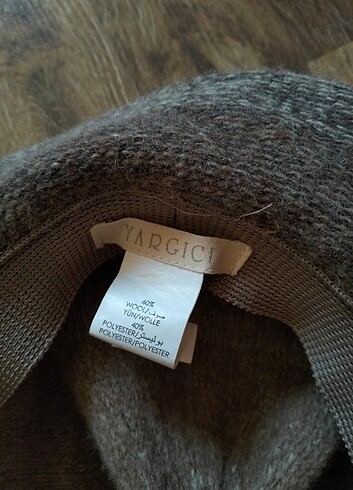 YARGICI
60%
WOOL/صوف
YÜN/WOLLE
40%
POLYESTER/بوليستر
POLYESTER/POLYESTER